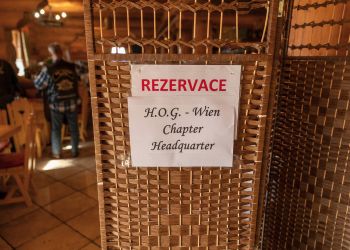 REZERVACE
H.O.G. - Wien
Chapter
Headquarter